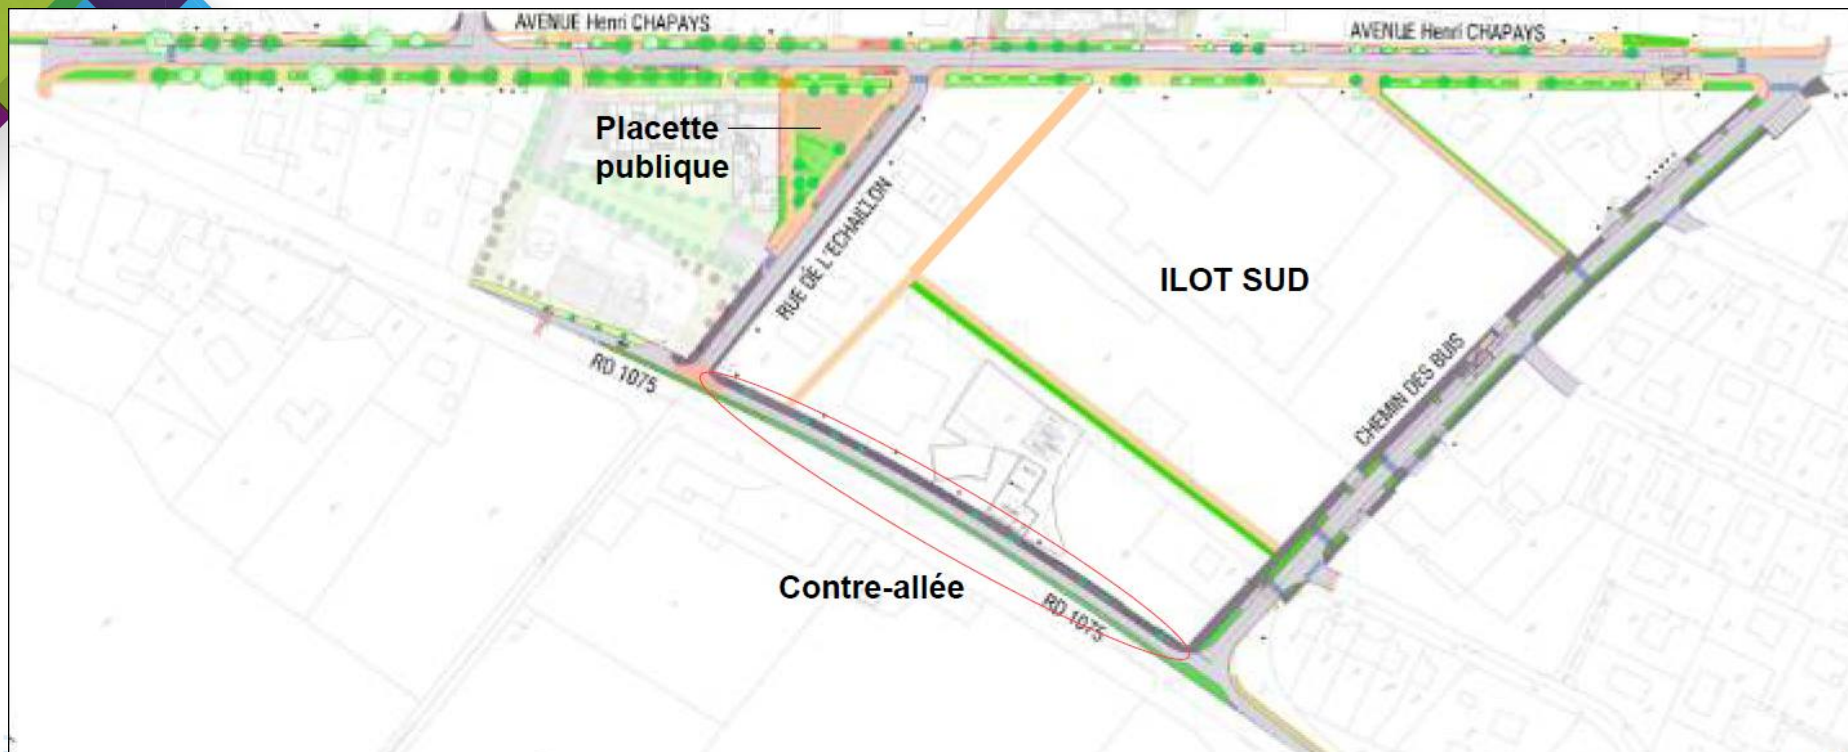 AVENUE Henri CHAPAYS
AVENUE Henri CHAPAYS
Placette
publique
RUE DE L'ECHAILLON
ILOT SUD
RD 1075
CHEMIN DES BUIS
Contre-allée
RD 1075